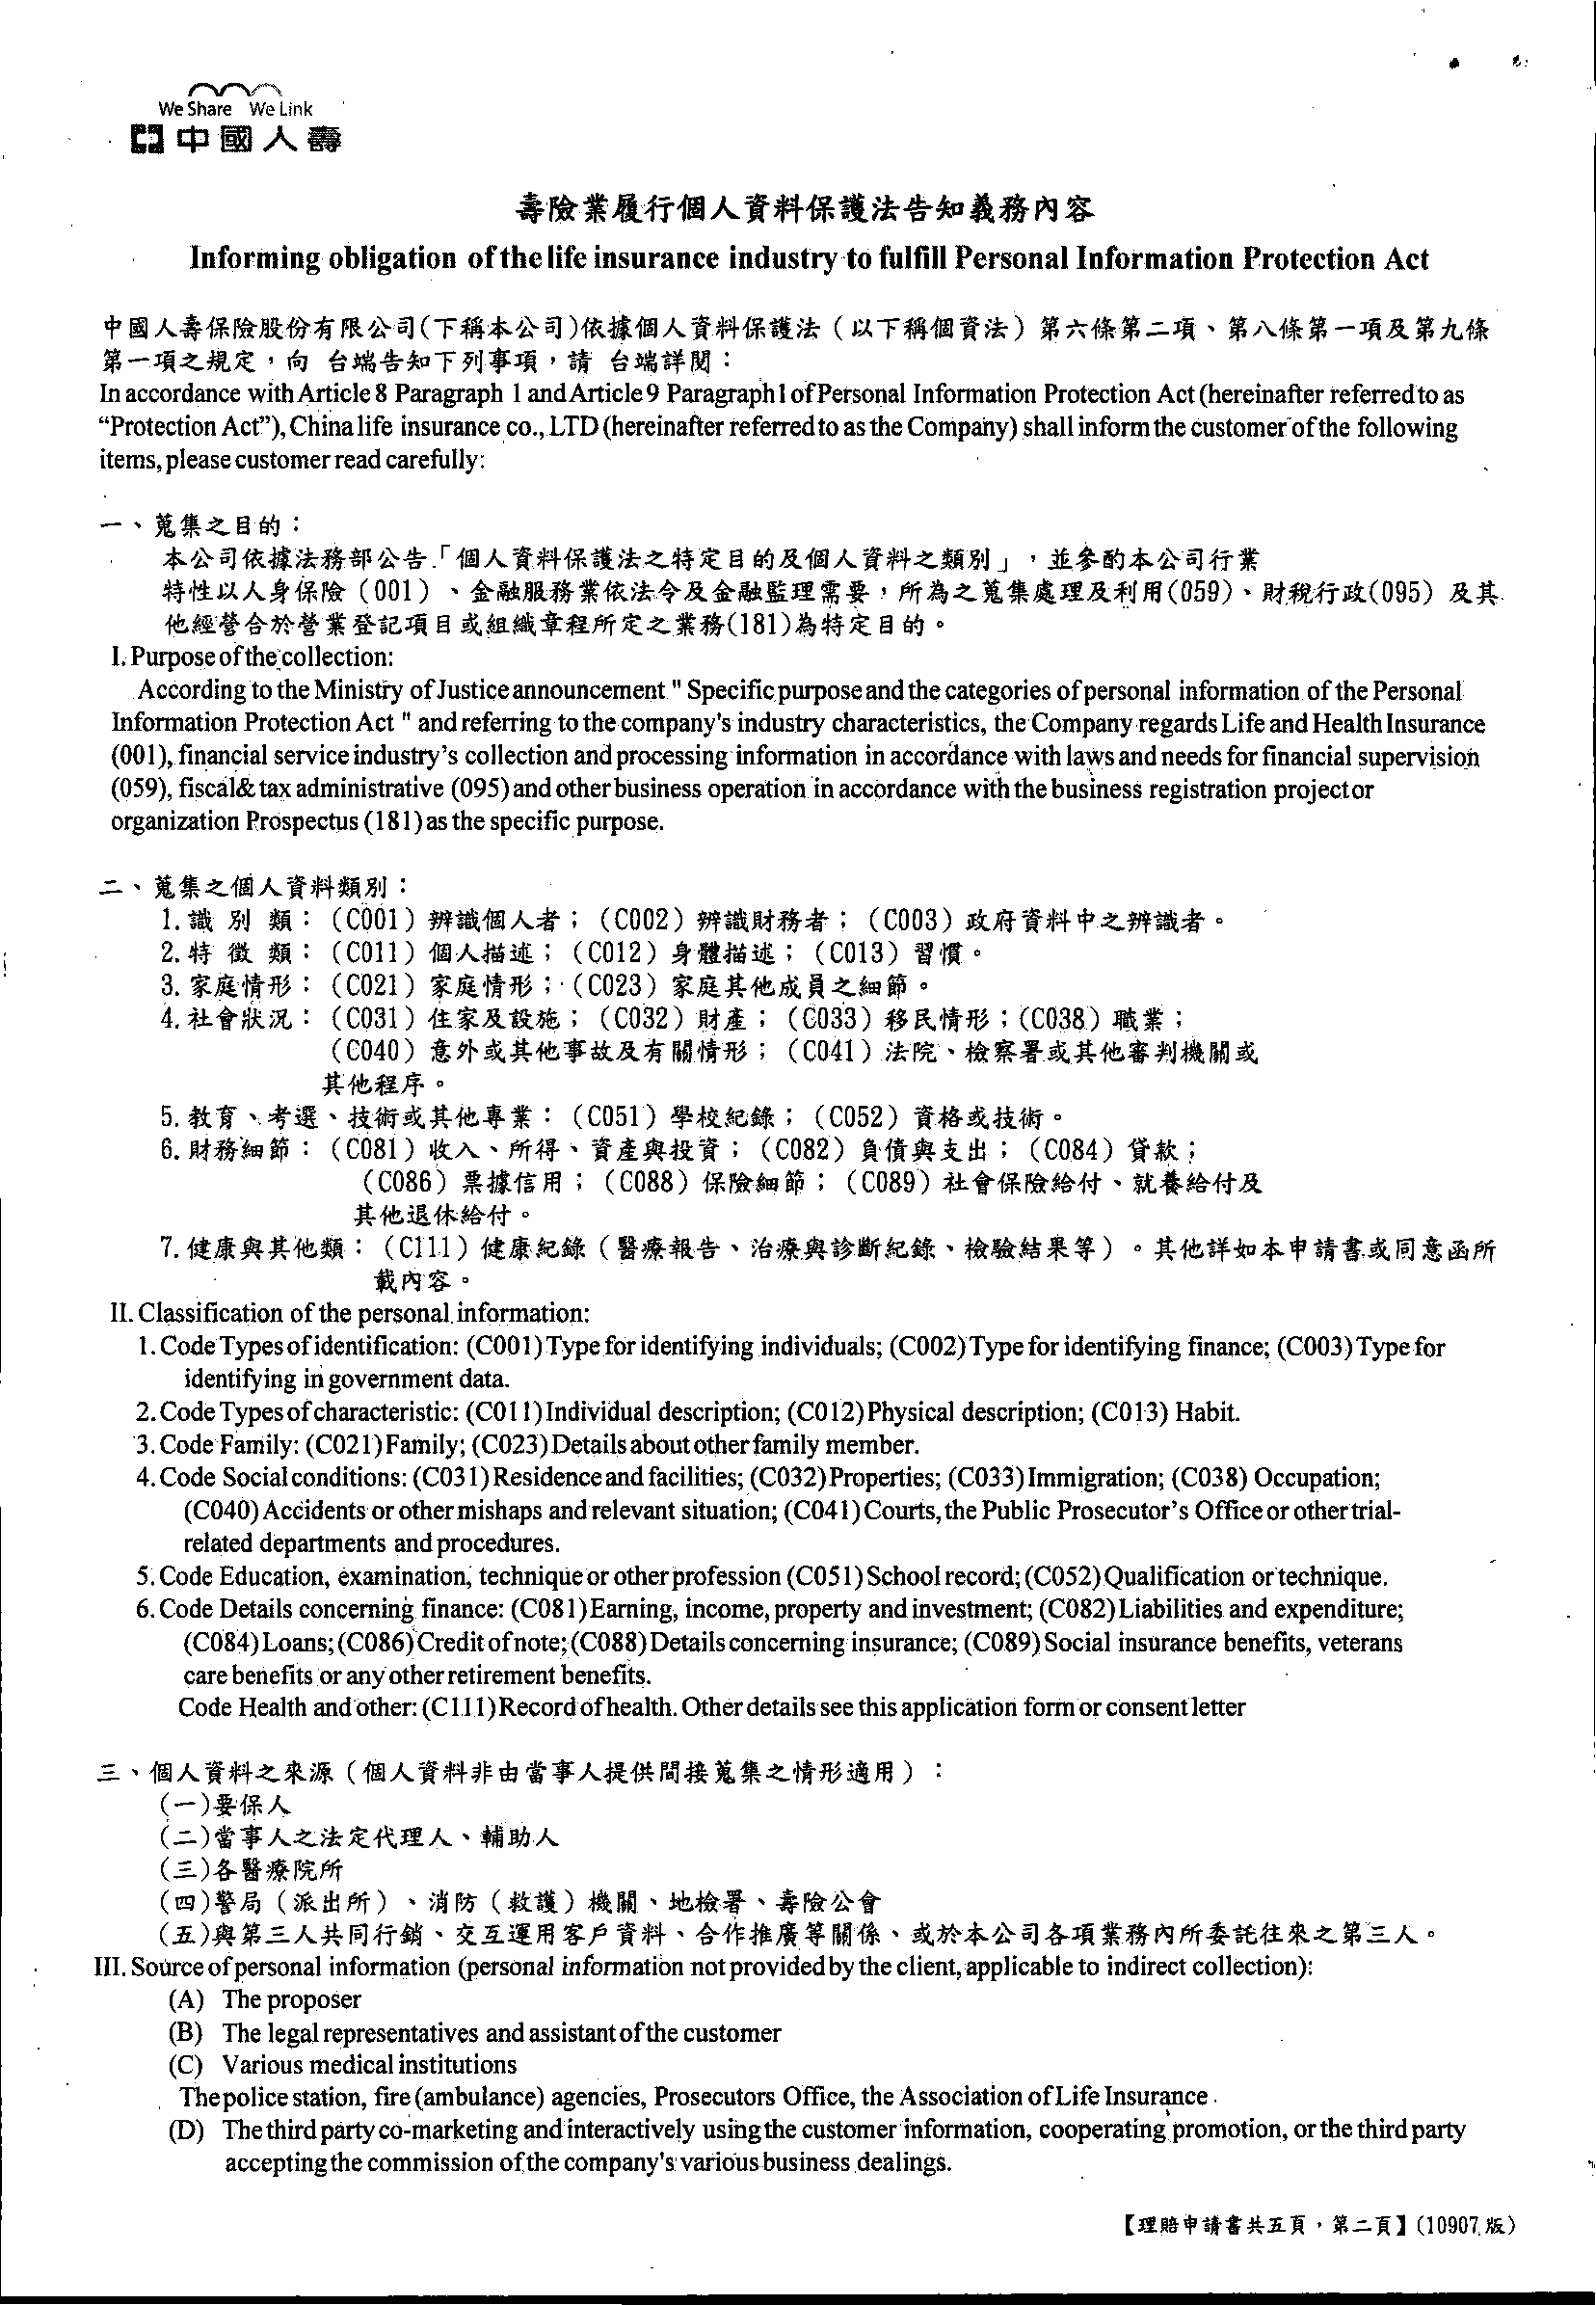 We Share We Link
中國人壽
壽險業履行個人資料保護法告知義務內容
Informing obligation of the life insurance industry to fulfill Personal Information Protection Act
中國人壽保險股份有限公司(下稱本公司)依據個人資料保護法（以下稱個資法）第六條第二項、第八條第一項及第九條
第一項之規定，向 台端告知下列事項，請 台端詳閱：
In accordance with Article 8 Paragraph 1 and Article 9 Paragraph 1 of Personal Information Protection Act (hereinafter referred to as
“Protection Act”), China life insurance co., LTD (hereinafter referred to as the Company) shall inform the customer of the following
items, please customer read carefully:
一、蒐集之目的：
本公司依據法務部公告「個人資料保護法之特定目的及個人資料之類別」，並參酌本公司行業
特性以人身保險（001）、金融服務業依法令及金融監理需要，所為之蒐集處理及利用(059)、財稅行政(095) 及其
他經營合於營業登記項目或組織章程所定之業務(181)為特定目的。
I. Purpose of the collection:
According to the Ministry of Justice announcement " Specific purpose and the categories of personal information of the Personal
Information Protection Act " and referring to the company's industry characteristics, the Company regards Life and Health Insurance
(001), financial service industry’s collection and processing information in accordance with laws and needs for financial supervision
(059), fiscal& tax administrative (095) and other business operation in accordance with the business registration project or
organization Prospectus (181) as the specific purpose.
二、蒐集之個人資料類別：
1. 識 別 類：（C001）辨識個人者；（C002）辨識財務者；（C003）政府資料中之辨識者。
2. 特 徵 類：（C011）個人描述；（C012）身體描述；（C013）習慣。
3. 家庭情形：（C021）家庭情形；（C023）家庭其他成員之細節。
4. 社會狀況：（C031）住家及設施；（C032）財產；（C033）移民情形；(C038）職業；
（C040）意外或其他事故及有關情形；（C041）法院、檢察署或其他審判機關或
其他程序。
5. 教育、考選、技術或其他專業：（C051）學校紀錄；（C052）資格或技術。
6. 財務細節：（C081）收入、所得、資產與投資；（C082）負債與支出；（C084）貸款；
（C086）票據信用；（C088）保險細節；（C089）社會保險給付、就養給付及
其他退休給付。
7. 健康與其他類：（C111）健康紀錄（醫療報告、治療與診斷紀錄、檢驗結果等）。其他詳如本申請書或同意函所
載內容。
II. Classification of the personal information:
1. Code Types of identification: (C001) Type for identifying individuals; (C002) Type for identifying finance; (C003) Type for
identifying in government data.
2. Code Types of characteristic: (C011) Individual description; (C012) Physical description; (C013) Habit.
3. Code Family: (C021) Family; (C023) Details about other family member.
4. Code Social conditions: (C031) Residence and facilities; (C032) Properties; (C033) Immigration; (C038) Occupation;
(C040) Accidents or other mishaps and relevant situation; (C041) Courts, the Public Prosecutor’s Office or other trial-
related departments and procedures.
5. Code Education, examination, technique or other profession (C051) School record; (C052) Qualification or technique.
6. Code Details concerning finance: (C081) Earning, income, property and investment; (C082) Liabilities and expenditure;
(C084) Loans; (C086) Credit of note; (C088) Details concerning insurance; (C089) Social insurance benefits, veterans
care benefits or any other retirement benefits.
Code Health and other: (C111) Record of health. Other details see this application form or consent letter
三、個人資料之來源（個人資料非由當事人提供間接蒐集之情形適用）：
(一)要保人
(二)當事人之法定代理人、輔助人
(三)各醫療院所
(四)警局（派出所）、消防（救護）機關、地檢署、壽險公會
(五)與第三人共同行銷、交互運用客戶資料、合作推廣等關係、或於本公司各項業務內所委託往來之第三人。
III. Source of personal information (personal information not provided by the client, applicable to indirect collection):
(A) The proposer
(B) The legal representatives and assistant of the customer
(C) Various medical institutions
The police station, fire (ambulance) agencies, Prosecutors Office, the Association of Life Insurance .
(D) The third party co-marketing and interactively using the customer information, cooperating promotion, or the third party
accepting the commission of the company's various business dealings.
【理賠申請書共五頁，第二頁】(10907版)